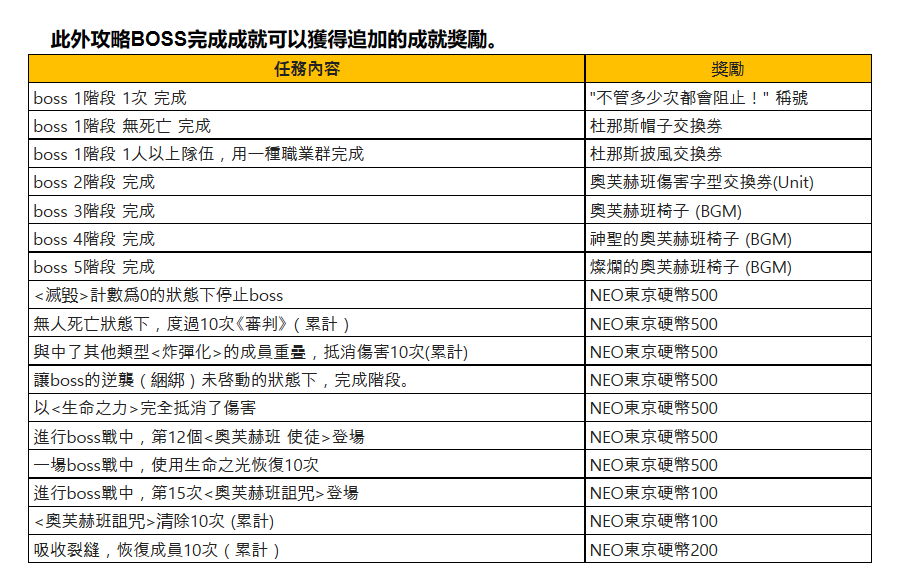 此外攻略BOSS完成成就可以獲得追加的成就獎勵。
任務內容 獎勵
boss 1階段 1次 完成 "不管多少次都會阻止！" 稱號
boss 1階段 無死亡 完成 杜那斯帽子交換券
boss 1階段 1人以上隊伍，用一種職業群完成 杜那斯披風交換券
boss 2階段 完成 奧芙赫班傷害字型交換券(Unit)
boss 3階段 完成 奧芙赫班椅子 (BGM)
boss 4階段 完成 神聖的奧芙赫班椅子 (BGM)
boss 5階段 完成 燦爛的奧芙赫班椅子 (BGM)
<滅毀>計數爲0的狀態下停止boss NEO東京硬幣500
無人死亡狀態下，度過10次《審判》（累計） NEO東京硬幣500
與中了其他類型<炸彈化>的成員重疊，抵消傷害10次(累計) NEO東京硬幣500
讓boss的逆襲（綑綁）未啓動的狀態下，完成階段。 NEO東京硬幣500
以<生命之力>完全抵消了傷害 NEO東京硬幣500
進行boss戰中，第12個<奧芙赫班 使徒>登場 NEO東京硬幣500
一場boss戰中，使用生命之光恢復10次 NEO東京硬幣500
進行boss戰中，第15次<奧芙赫班詛咒>登場 NEO東京硬幣100
<奧芙赫班詛咒>清除10次 (累計) NEO東京硬幣100
吸收裂縫，恢復成員10次（累計） NEO東京硬幣200